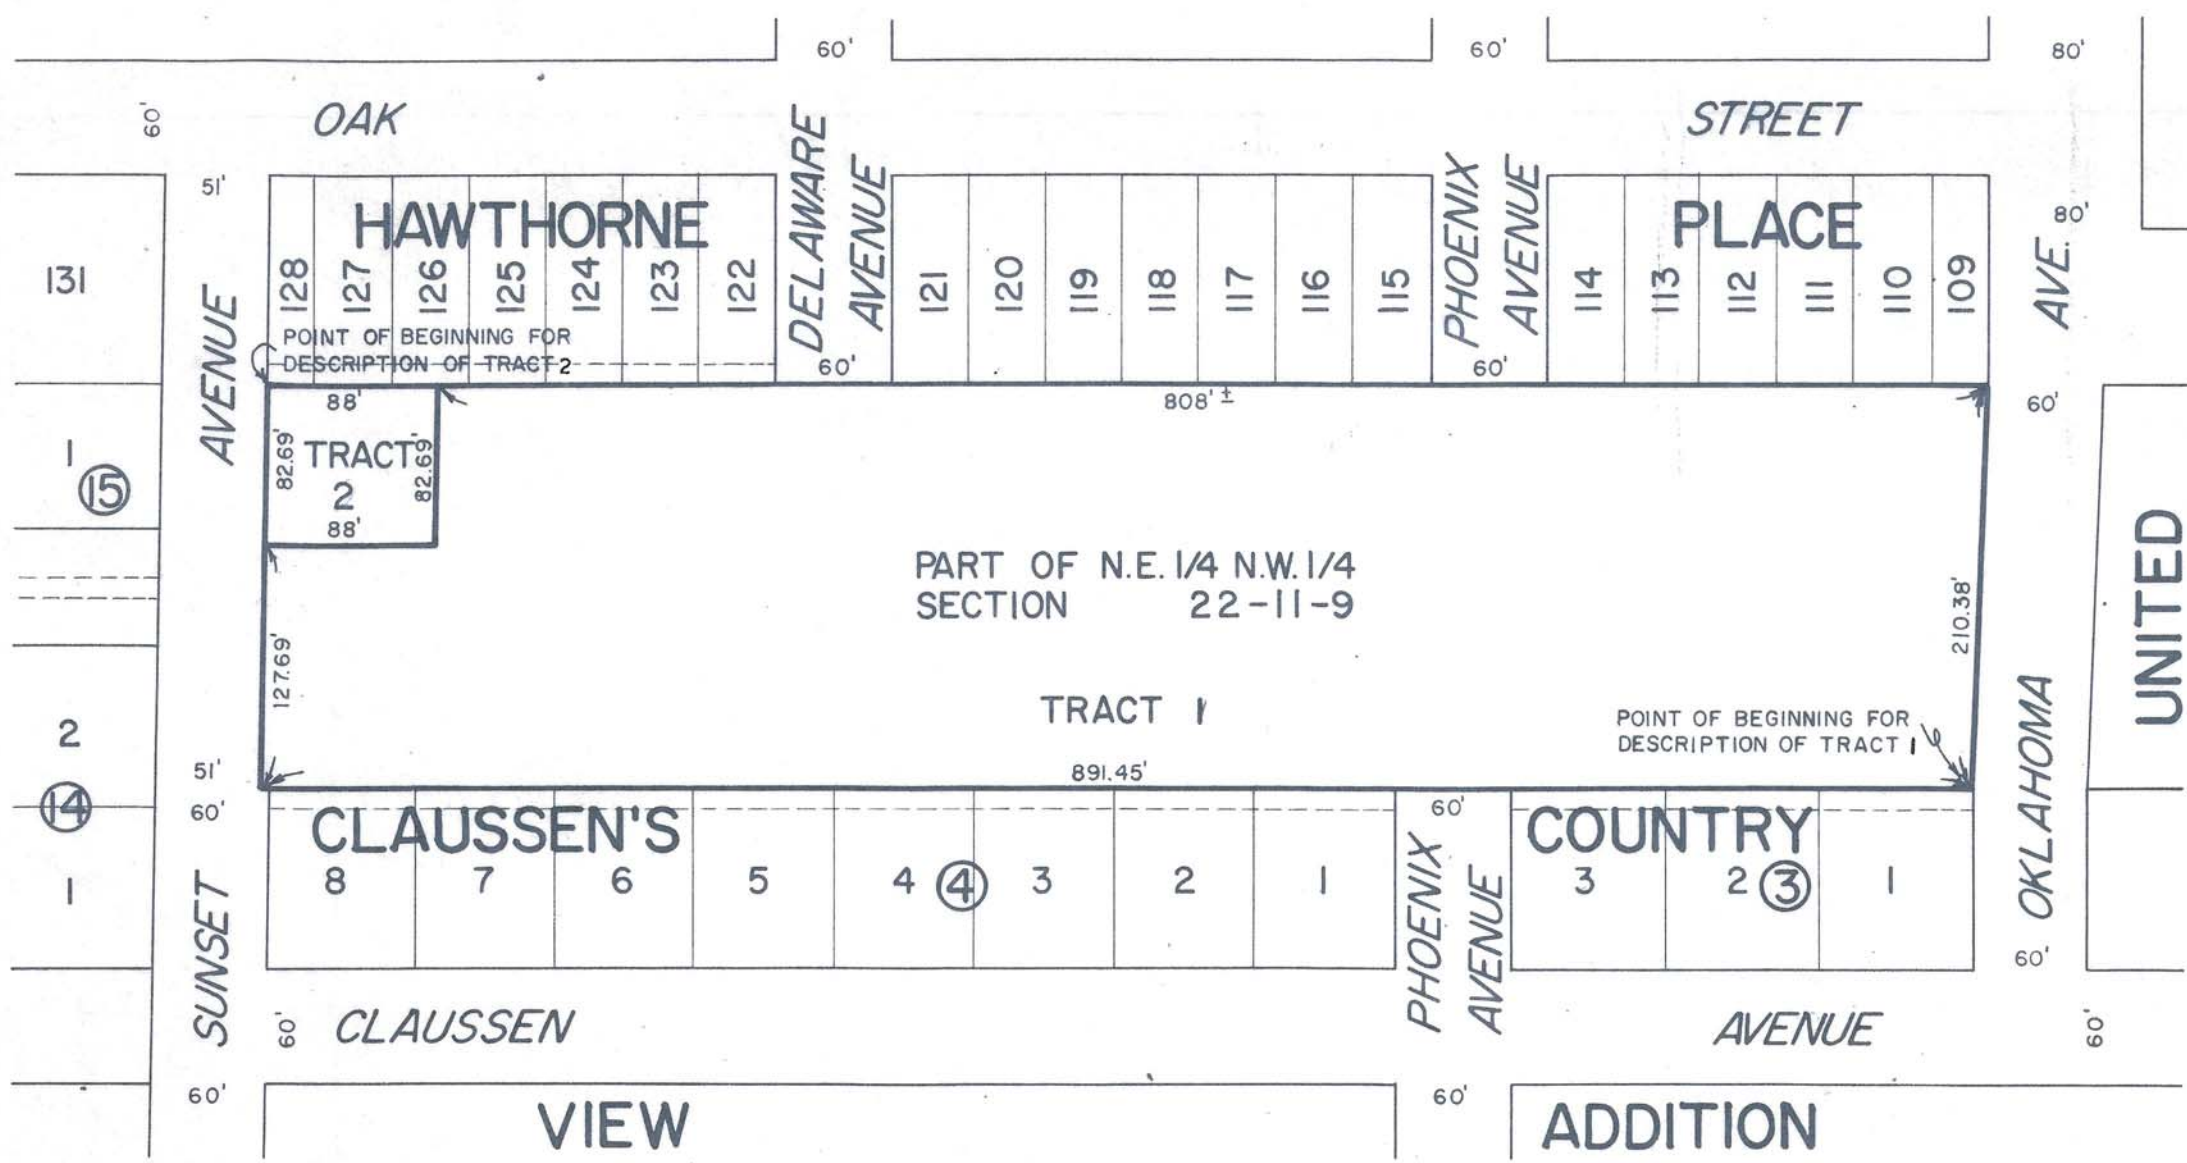 60'
60'
80'
60'
OAK
STREET
51'
HAWTHORNE
DELAWARE
AVENUE
PHOENIX
AVENUE
PLACE
80'
131
128
127
126
125
124
123
122
121
120
119
118
117
116
115
114
113
112
111
110
109
AVE.
AVENUE
POINT OF BEGINNING FOR
DESCRIPTION OF TRACT 2
60'
60'
88'
808' ±
60'
1
15
82.69'
TRACT
2
82.69'
88'
PART OF N.E. 1/4 N.W. 1/4
SECTION 22-11-9
UNITED
127.69'
210.38'
TRACT 1
POINT OF BEGINNING FOR
DESCRIPTION OF TRACT 1
2
51'
891.45'
OKLAHOMA
14
60'
CLAUSSEN'S
60'
COUNTRY
1
8
7
6
5
4
4
3
2
1
3
2
3
1
PHOENIX
AVENUE
SUNSET
60'
60'
CLAUSSEN
AVENUE
60'
60'
60'
VIEW
ADDITION